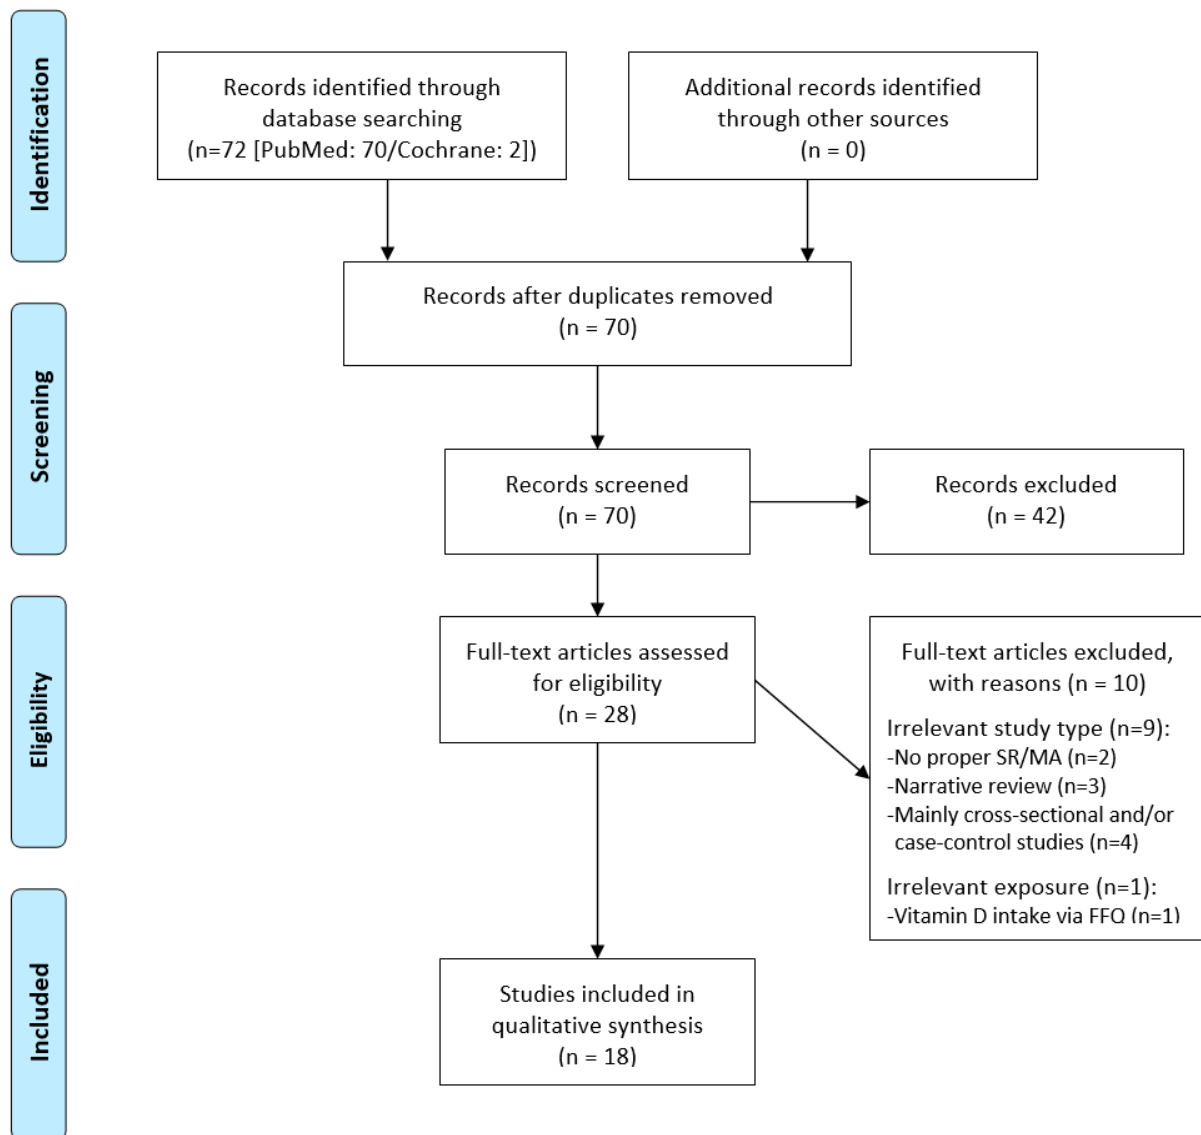 Identification
Records identified through
database searching
(n=72 [PubMed: 70/Cochrane: 2])
Additional records identified
through other sources
(n = 0)
Records after duplicates removed
(n = 70)
Screening
Records screened
(n = 70)
Records excluded
(n = 42)
Eligibility
Full-text articles assessed
for eligibility
(n = 28)
Full-text articles excluded,
with reasons (n = 10)
Irrelevant study type (n=9):
-No proper SR/MA (n=2)
-Narrative review (n=3)
-Mainly cross-sectional and/or
case-control studies (n=4)
Irrelevant exposure (n=1):
-Vitamin D intake via FFQ (n=1)
Included
Studies included in
qualitative synthesis
(n = 18)